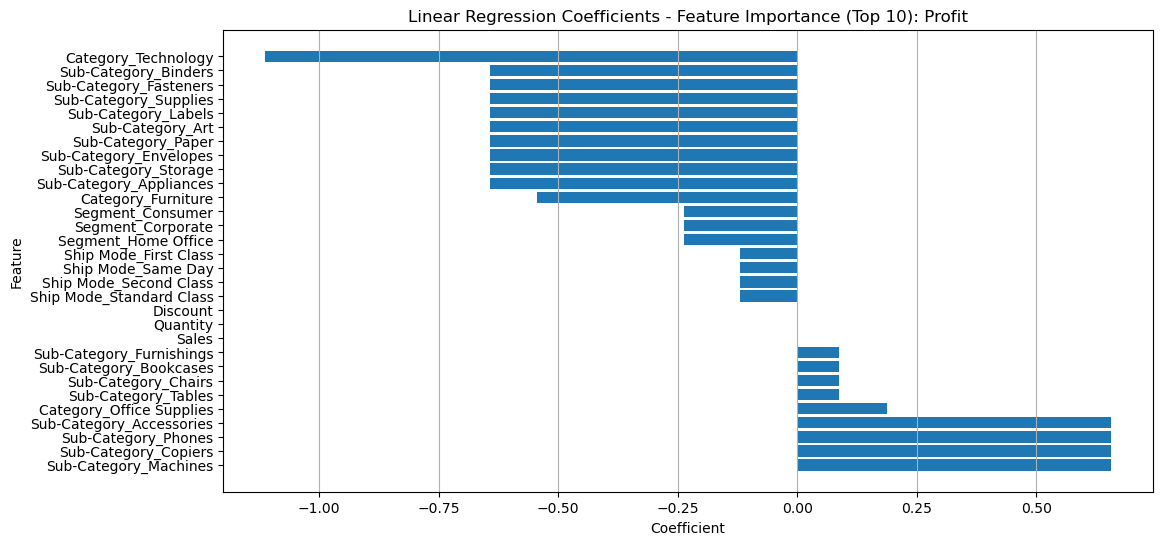 Linear Regression Coefficients - Feature Importance (Top 10): Profit
Category_Technology
Sub-Category_Binders
Sub-Category_Fasteners
Sub-Category_Supplies
Sub-Category_Labels
Sub-Category_Art
Sub-Category_Paper
Sub-Category_Envelopes
Sub-Category_Storage
Sub-Category_Appliances
Category_Furniture
Segment_Consumer
Segment_Corporate
Segment_Home Office
Ship Mode_First Class
Ship Mode_Same Day
Ship Mode_Second Class
Ship Mode_Standard Class
Discount
Quantity
Sales
Sub-Category_Furnishings
Sub-Category_Bookcases
Sub-Category_Chairs
Sub-Category_Tables
Category_Office Supplies
Sub-Category_Accessories
Sub-Category_Phones
Sub-Category_Copiers
Sub-Category_Machines
Feature
−1.00 −0.75 −0.50 −0.25 0.00 0.25 0.50
Coefficient